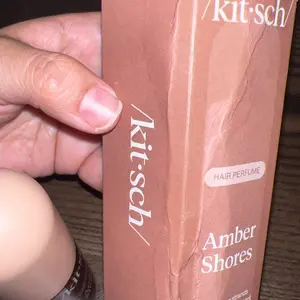 /kit·sch/
/kit·sch/
HAIR PERFUME
Amber
Shores